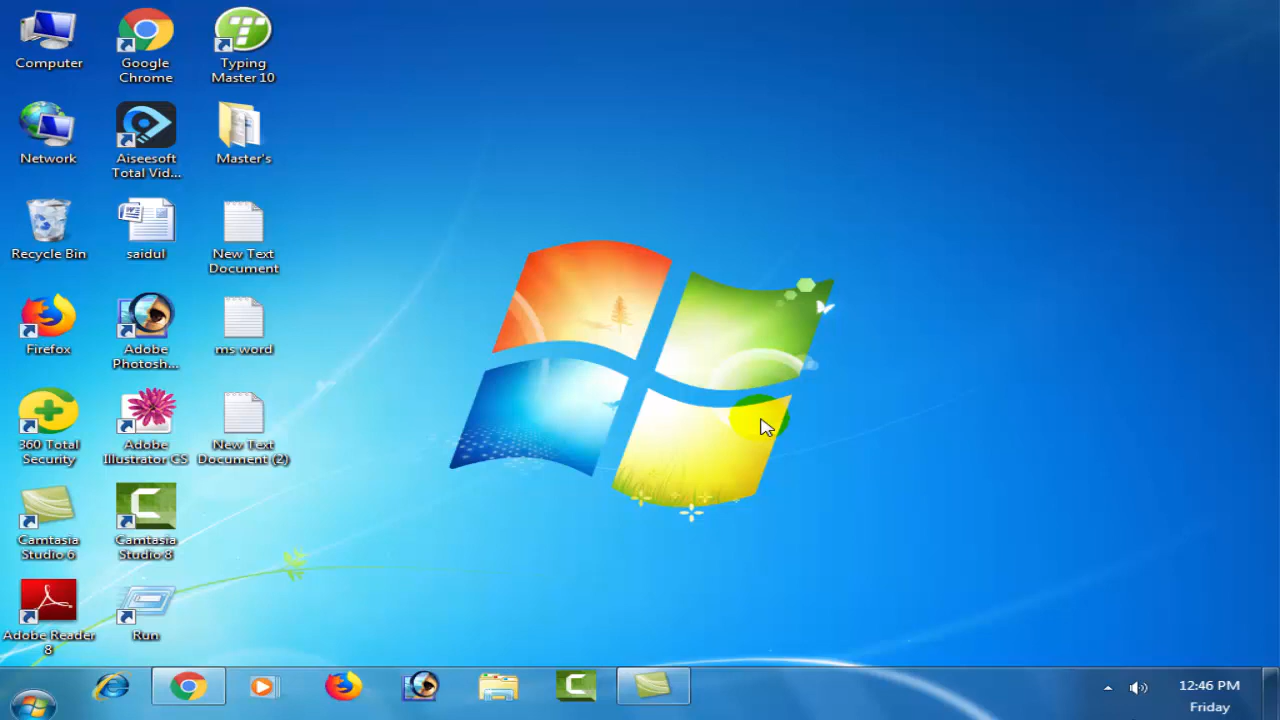 Computer
Google
Chrome
Typing
Master 10
Network
Aiseesoft
Total Vid...
Master's
Recycle Bin
saidul
New Text
Document
Firefox
Adobe
Photosh...
ms word
360 Total
Security
Adobe
Illustrator CS
New Text
Document (2)
Camtasia
Studio 6
Camtasia
Studio 8
Adobe Reader
8
Run
12:46 PM
Friday